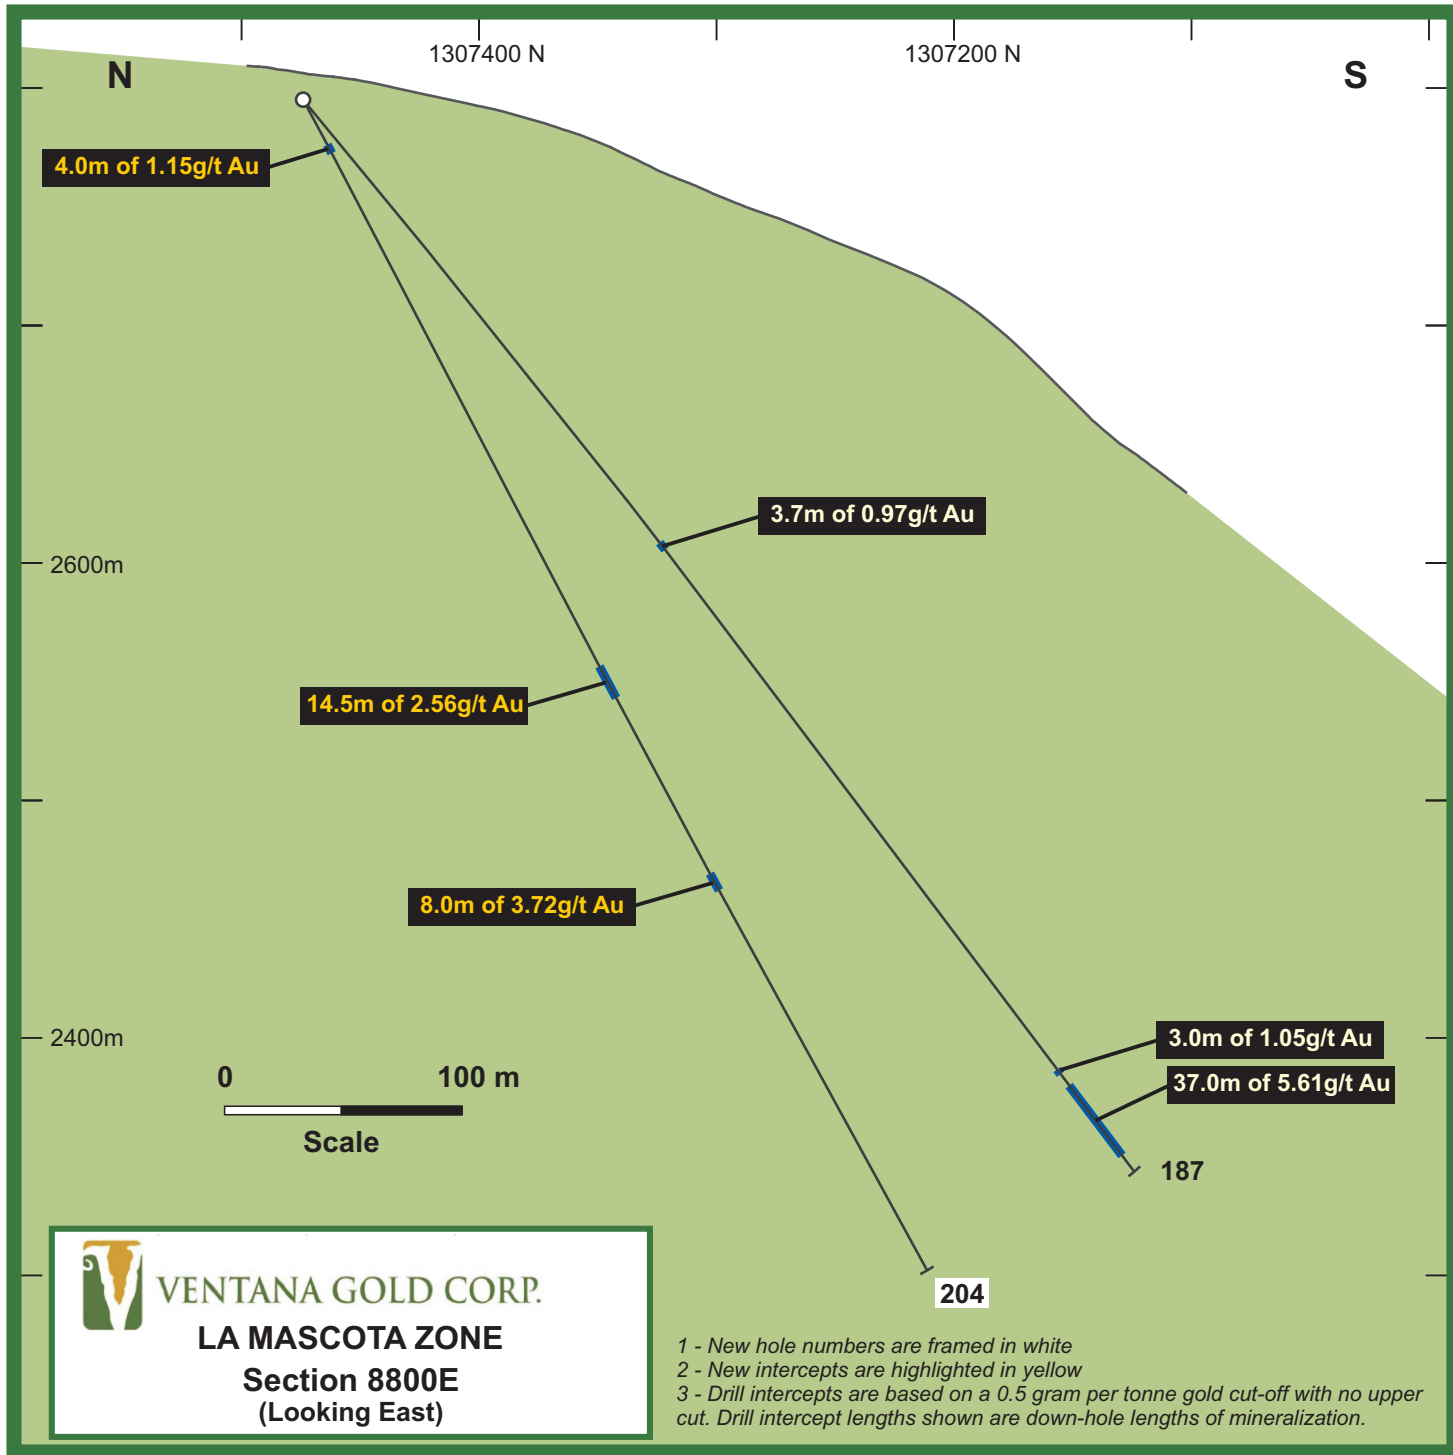 1307400 N
1307200 N
N
S
4.0m of 1.15g/t Au
3.7m of 0.97g/t Au
2600m
14.5m of 2.56g/t Au
8.0m of 3.72g/t Au
2400m
3.0m of 1.05g/t Au
37.0m of 5.61g/t Au
0
100 m
Scale
187
204
VENTANA GOLD CORP.
LA MASCOTA ZONE
Section 8800E
(Looking East)
1 - New hole numbers are framed in white
2 - New intercepts are highlighted in yellow
3 - Drill intercepts are based on a 0.5 gram per tonne gold cut-off with no upper
cut. Drill intercept lengths shown are down-hole lengths of mineralization.